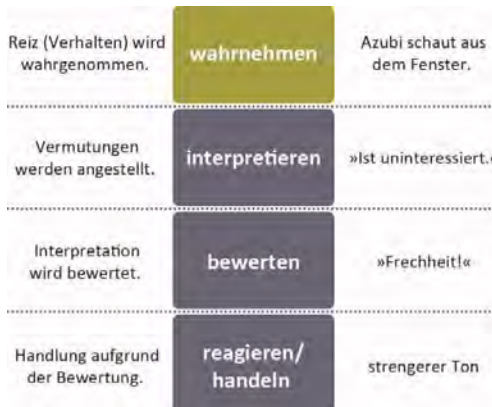 Reiz (Verhalten) wird
wahrgenommen.
wahrnehmen
Azubi schaut aus
dem Fenster.
Vermutungen
werden angestellt.
interpretieren
»Ist uninteressiert.«
Interpretation
wird bewertet.
bewerten
»Frechheit!«
Handlung aufgrund
der Bewertung.
reagieren/
handeln
strengerer Ton